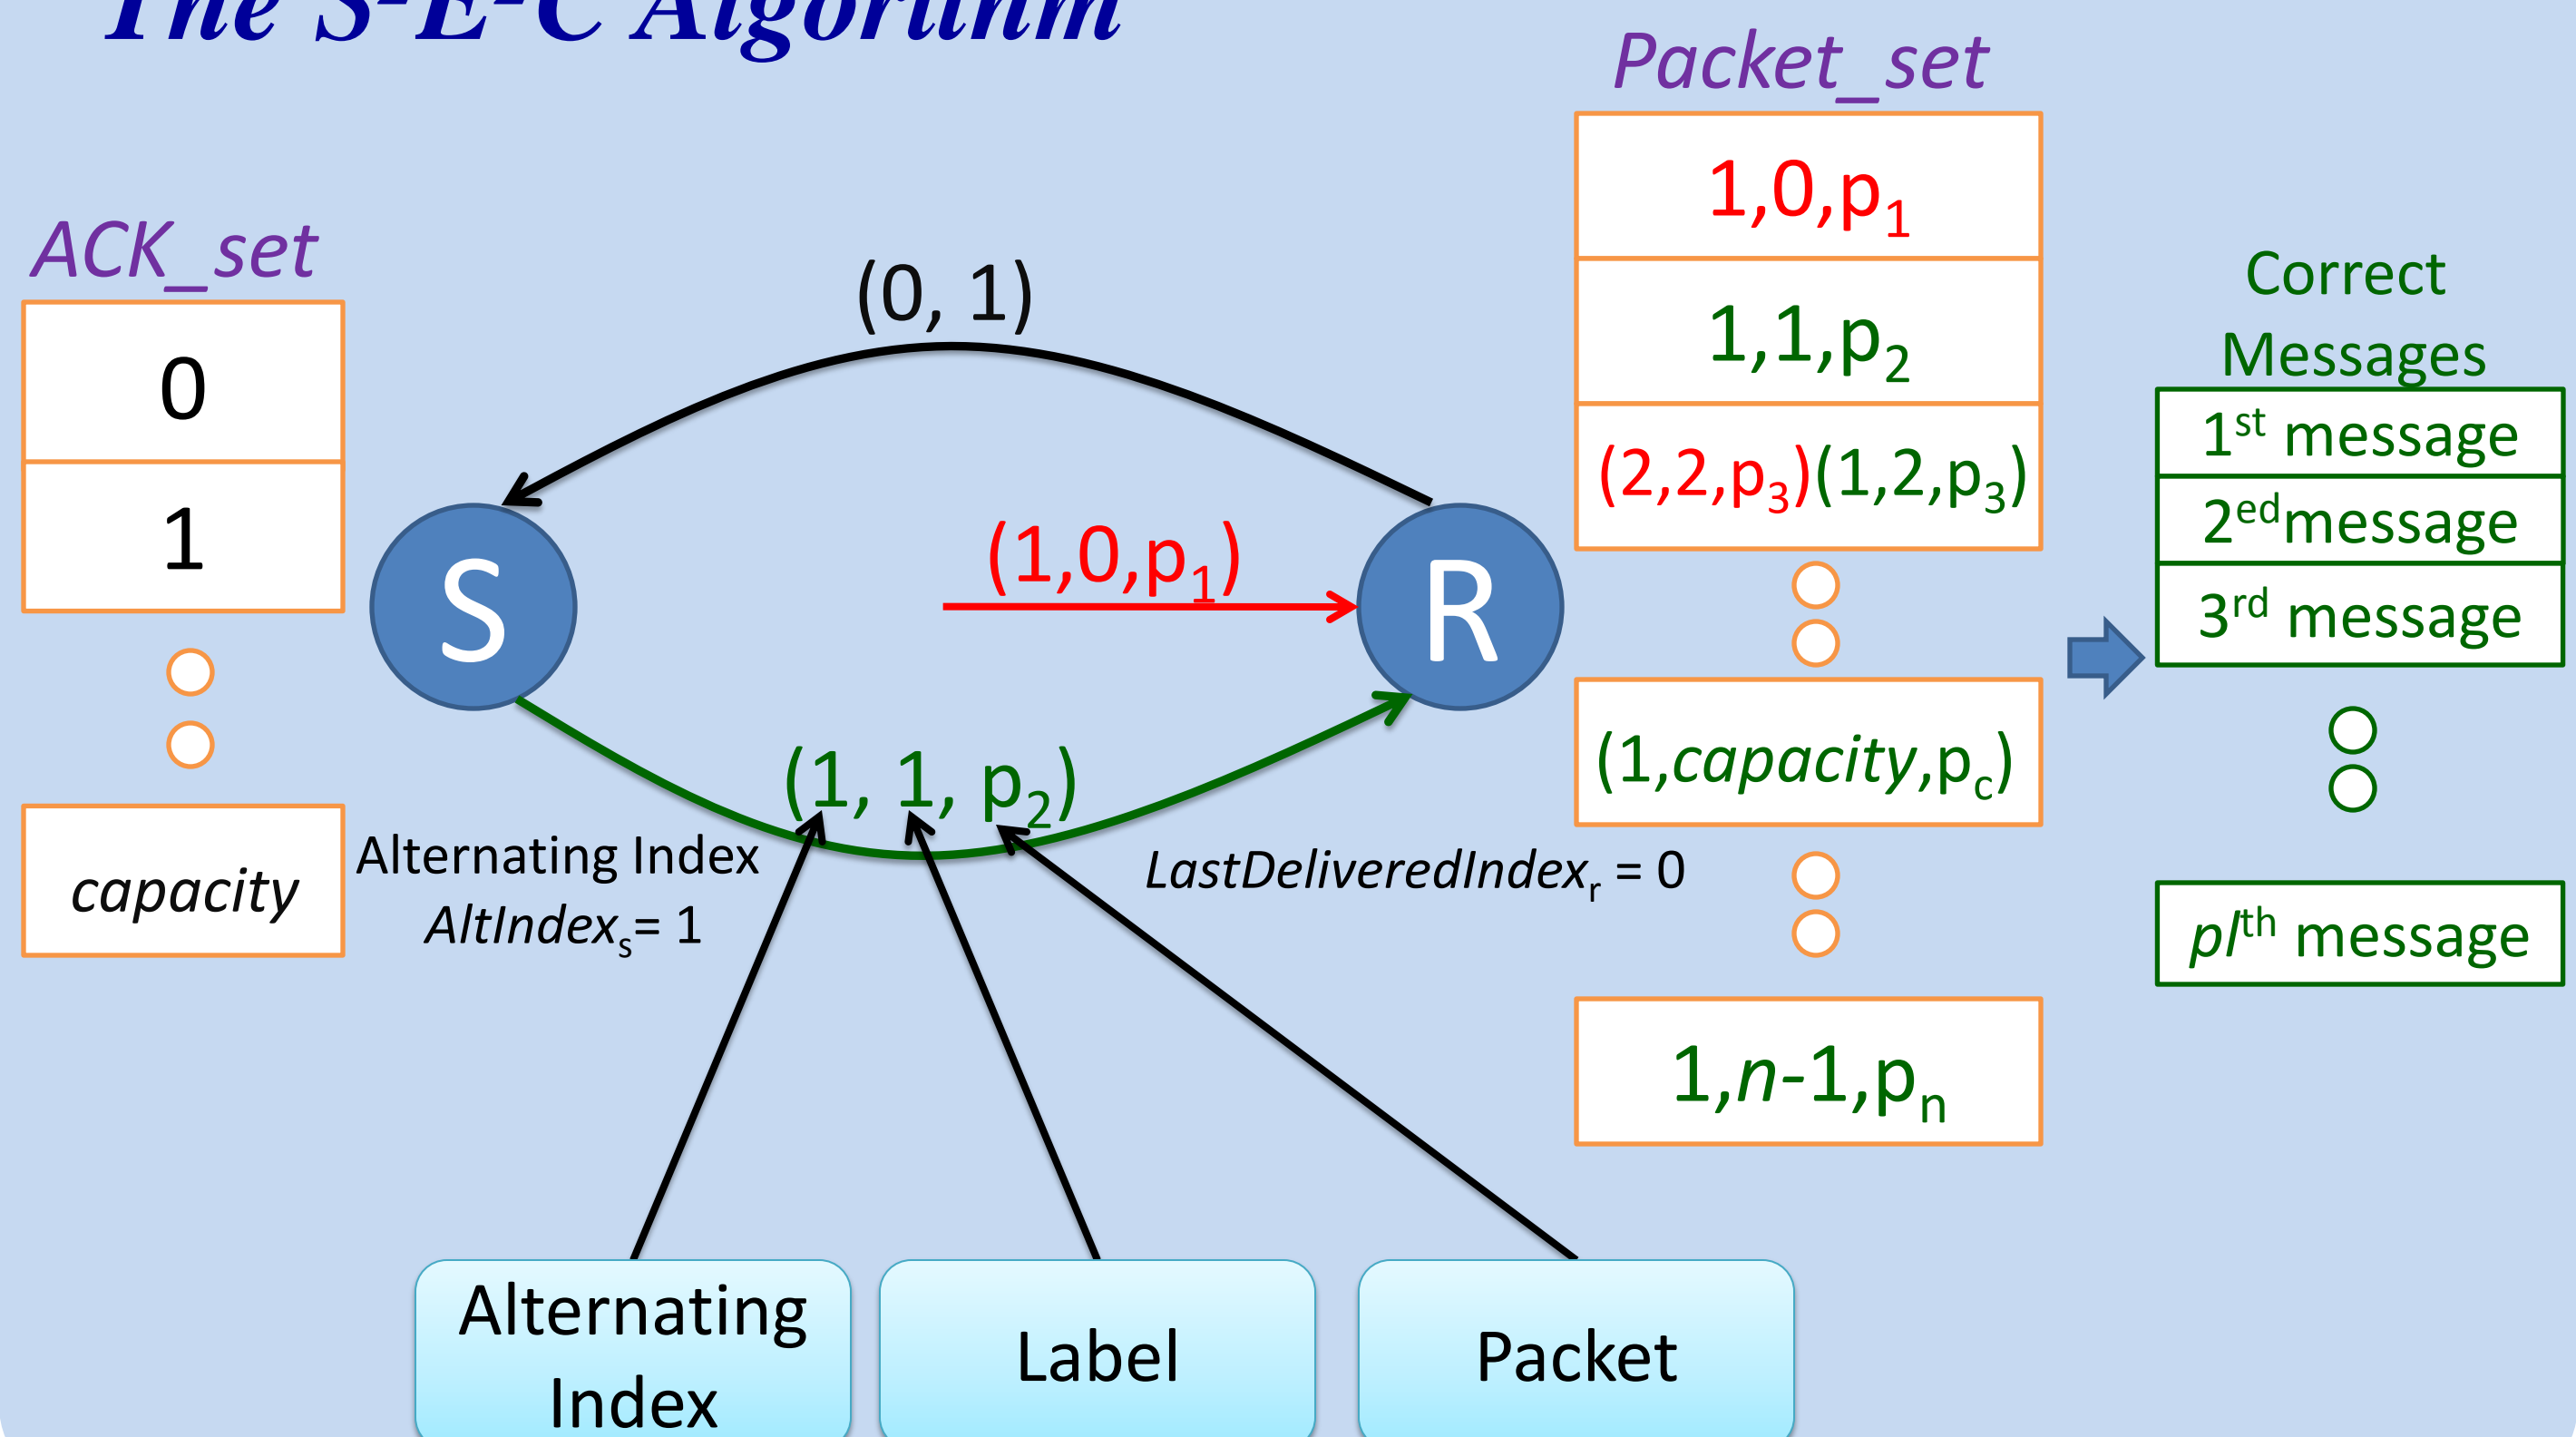 The S-E-C Algorithm
Packet_set
1,0,p₁
1,1,p₂
(2,2,p₃)(1,2,p₃)
(1,capacity,p꜀)
1,n-1,pₙ
ACK_set
0
1
capacity
(0, 1)
S
(1,0,p₁)
R
(1, 1, p₂)
Alternating Index
AltIndexₛ= 1
LastDeliveredIndexᵣ = 0
Correct
Messages
1ˢᵗ message
2ᵉᵈmessage
3ʳᵈ message
plᵗʰ message
Alternating
Index
Label
Packet